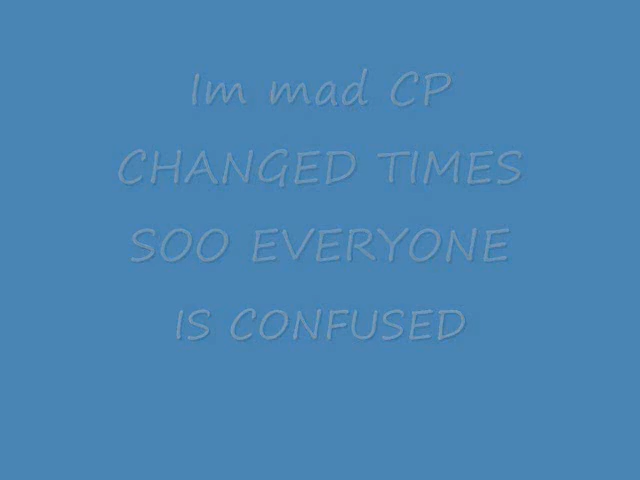 Im mad CP
CHANGED TIMES
SOO EVERYONE
IS CONFUSED